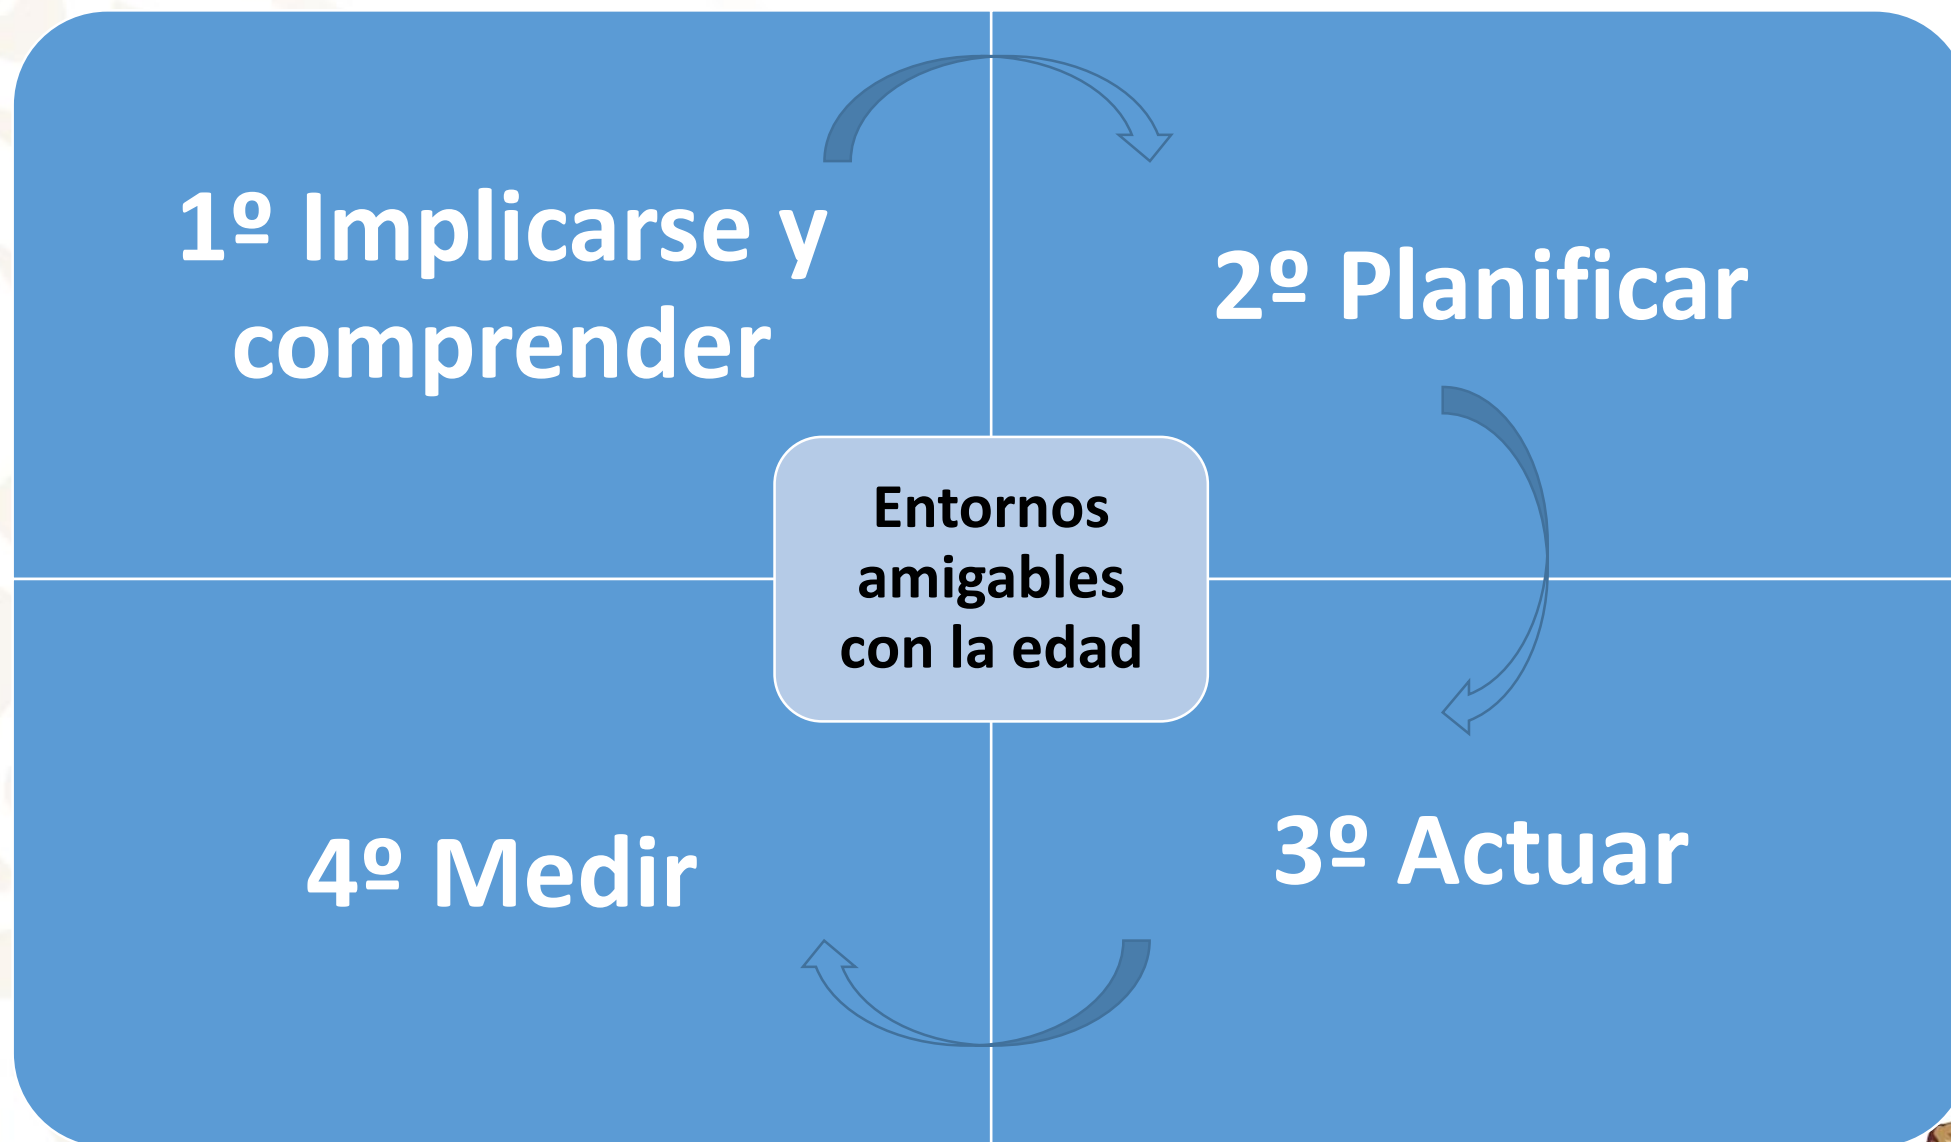 1º Implicarse y
comprender
2º Planificar
Entornos
amigables
con la edad
4º Medir
3º Actuar